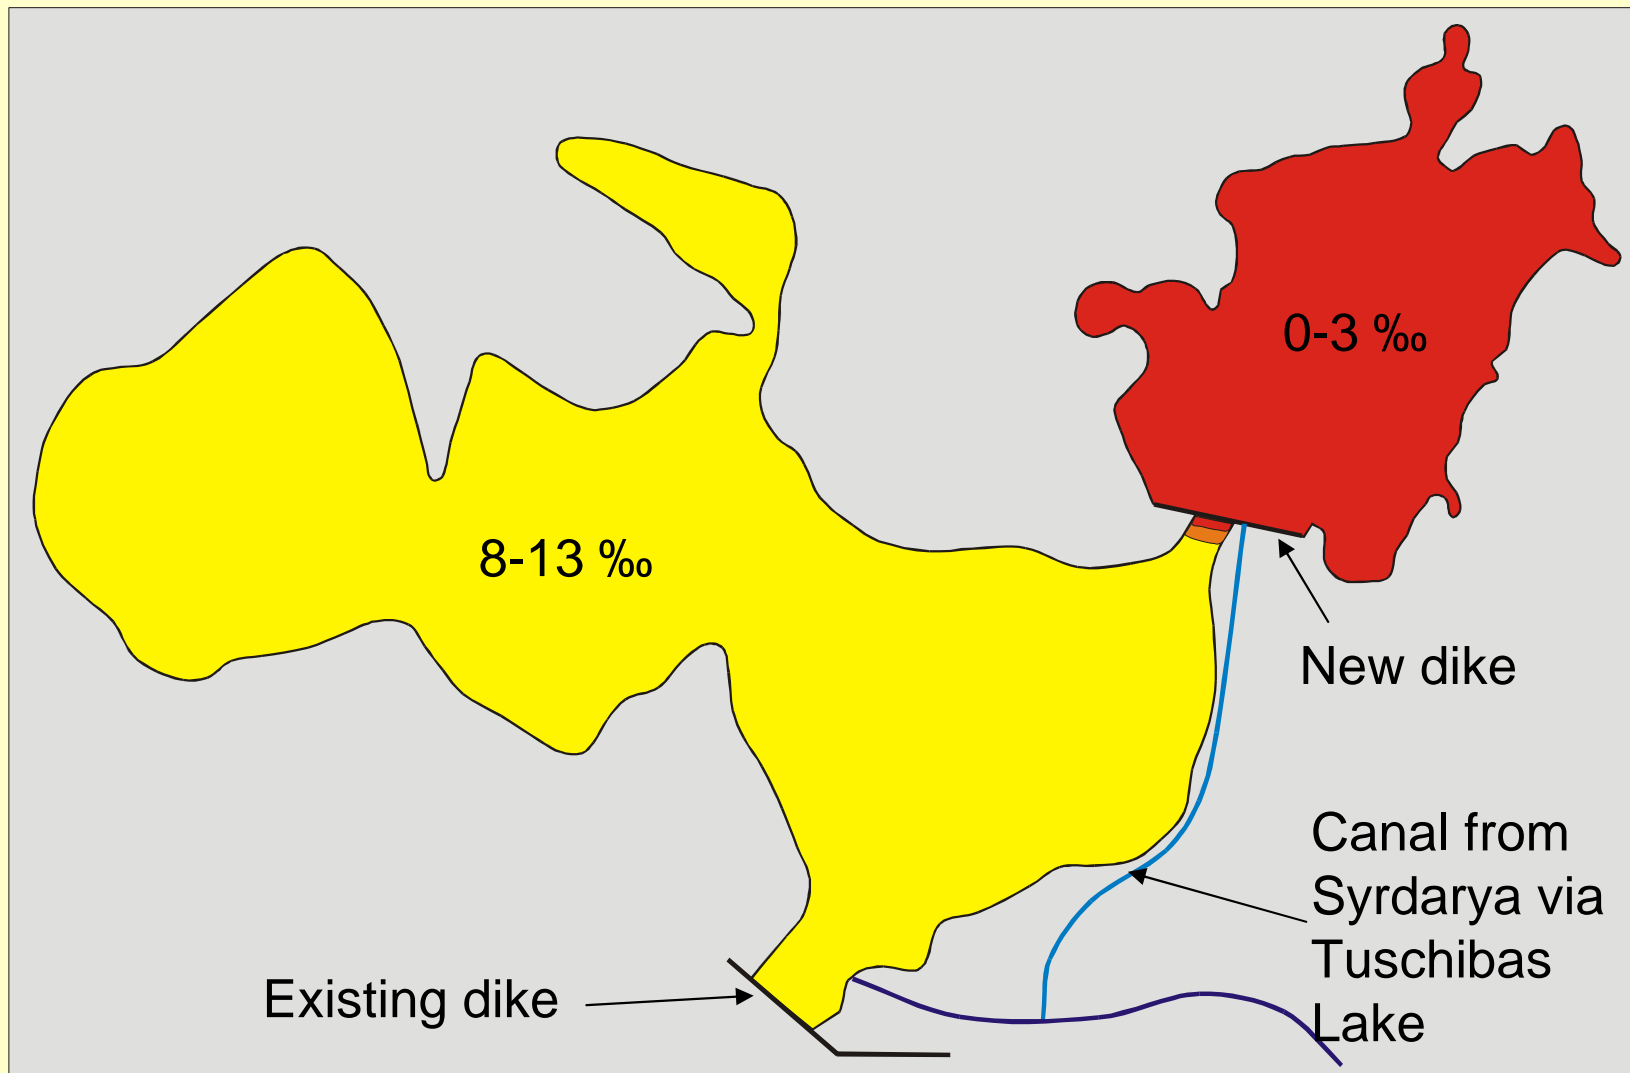 0-3 ‰
8-13 ‰
New dike
Canal from
Syrdarya via
Tuschibas
Lake
Existing dike